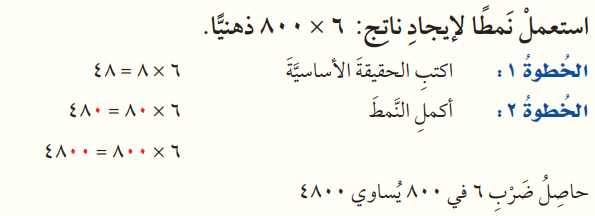 استعملْ نَمطًا لإيجادِ ناتجِ: ٦ × ٨٠٠ ذهنيًّا.
الخُطوةُ ١: اكتبِ الحقيقةَ الأساسيَّةَ ٦ × ٨ = ٤٨
الخُطوةُ ٢: أكملِ النَّمطَ ٦ × ٨٠ = ٤٨٠
٦ × ٨٠٠ = ٤٨٠٠
حاصِلُ ضَرْبِ ٦ في ٨٠٠ يُساوي ٤٨٠٠